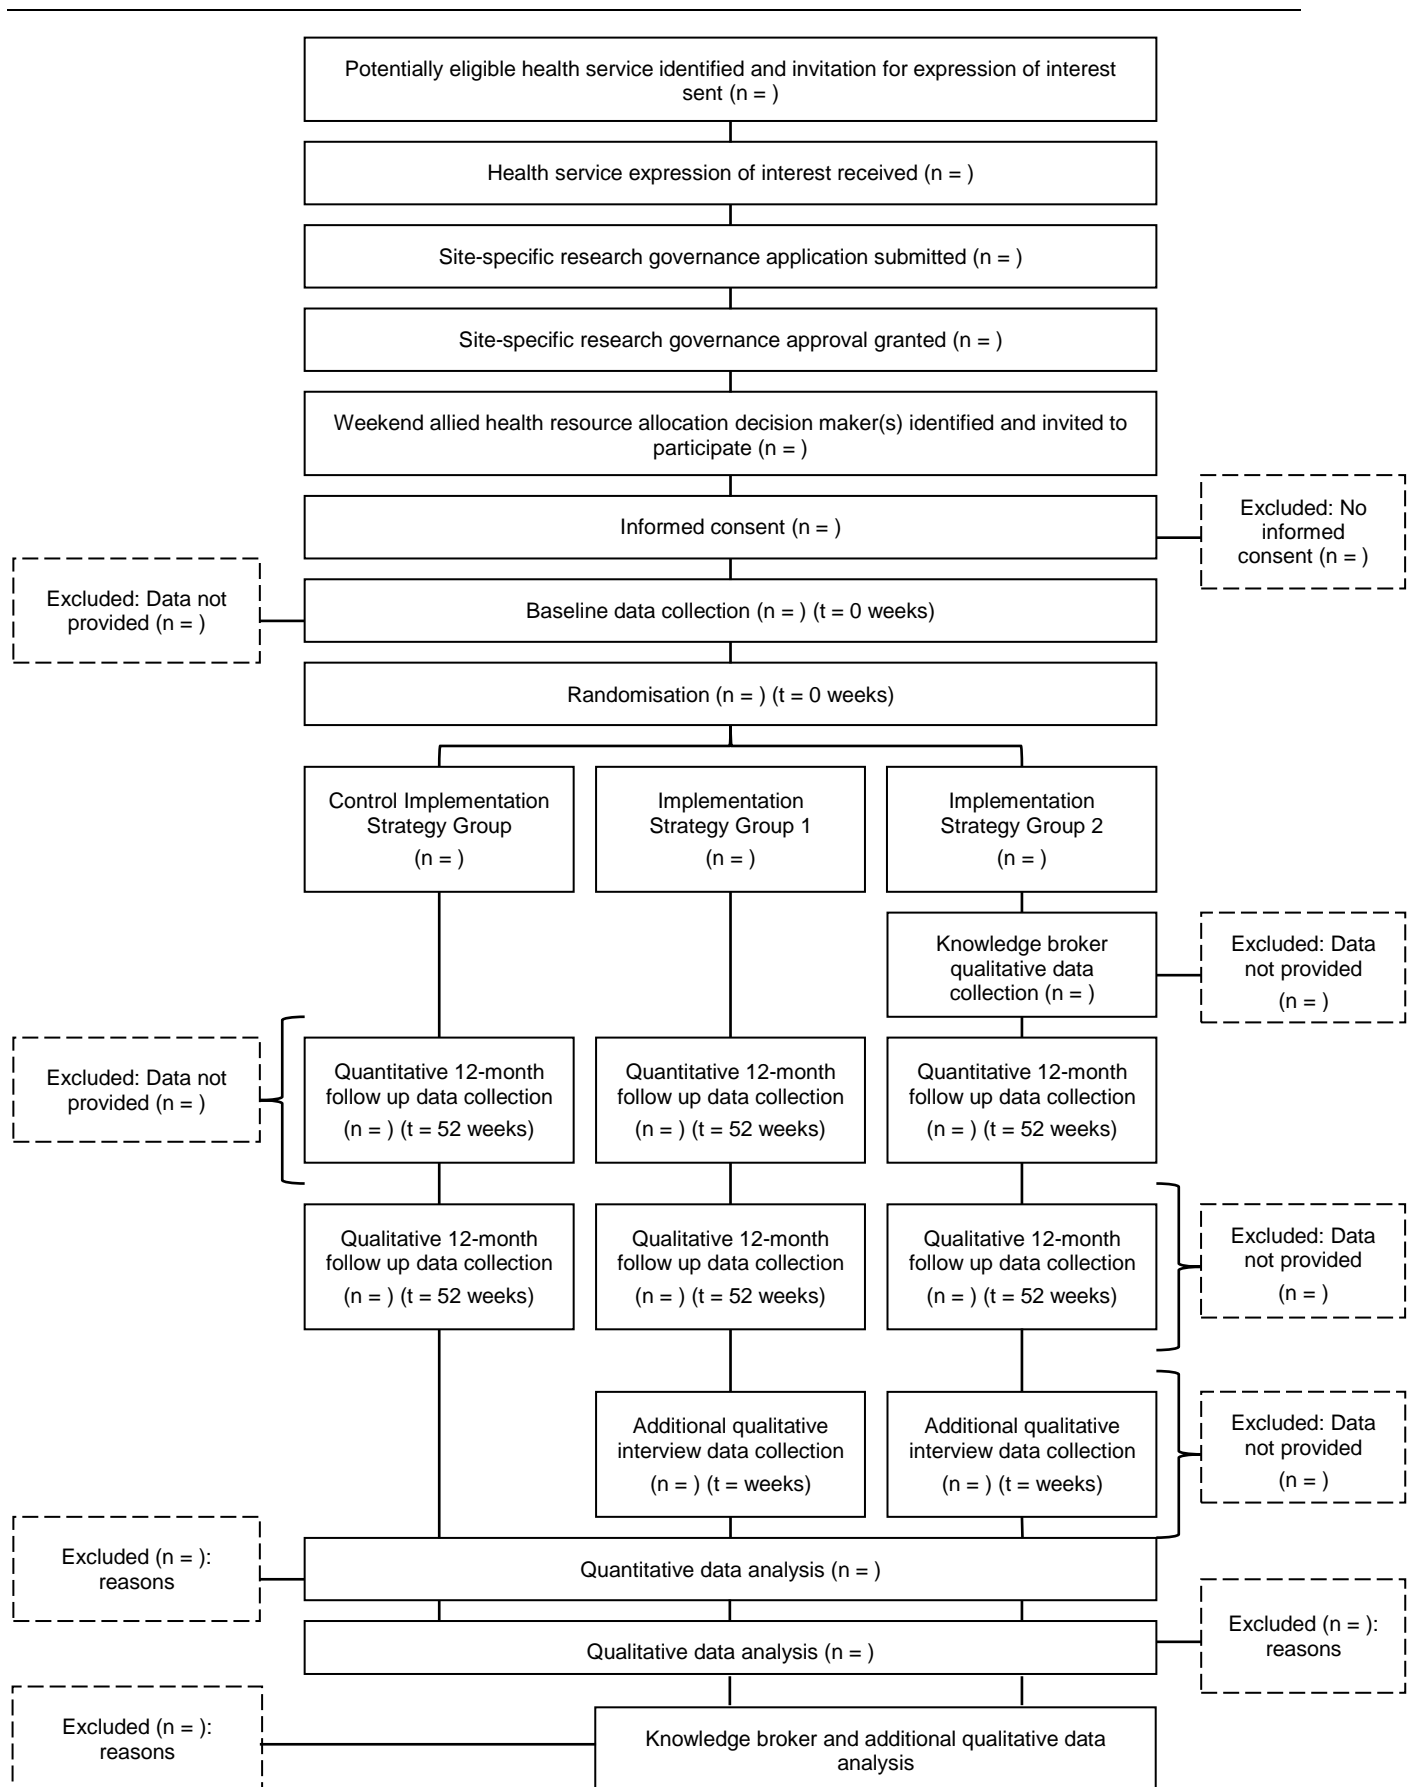 Potentially eligible health service identified and invitation for expression of interest
sent (n = )
Health service expression of interest received (n = )
Site-specific research governance application submitted (n = )
Site-specific research governance approval granted (n = )
Weekend allied health resource allocation decision maker(s) identified and invited to
participate (n = )
Informed consent (n = )
Excluded: No
informed
consent (n = )
Excluded: Data not
provided (n = )
Baseline data collection (n = ) (t = 0 weeks)
Randomisation (n = ) (t = 0 weeks)
Control Implementation
Strategy Group
(n = )
Implementation
Strategy Group 1
(n = )
Implementation
Strategy Group 2
(n = )
Knowledge broker
qualitative data
collection (n = )
Excluded: Data
not provided
(n = )
Excluded: Data not
provided (n = )
Quantitative 12-month
follow up data collection
(n = ) (t = 52 weeks)
Quantitative 12-month
follow up data collection
(n = ) (t = 52 weeks)
Quantitative 12-month
follow up data collection
(n = ) (t = 52 weeks)
Qualitative 12-month
follow up data collection
(n = ) (t = 52 weeks)
Qualitative 12-month
follow up data collection
(n = ) (t = 52 weeks)
Qualitative 12-month
follow up data collection
(n = ) (t = 52 weeks)
Excluded: Data
not provided
(n = )
Additional qualitative
interview data collection
(n = ) (t = weeks)
Additional qualitative
interview data collection
(n = ) (t = weeks)
Excluded: Data
not provided
(n = )
Excluded (n = ):
reasons
Quantitative data analysis (n = )
Qualitative data analysis (n = )
Excluded (n = ):
reasons
Excluded (n = ):
reasons
Knowledge broker and additional qualitative data
analysis